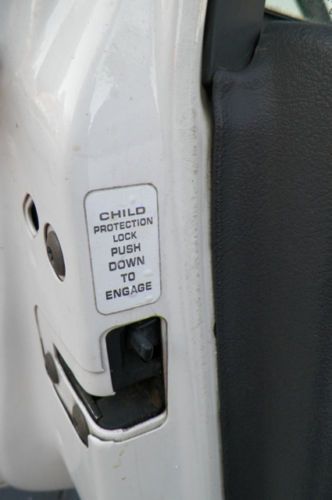 CHILD
PROTECTION
LOCK
PUSH
DOWN
TO
ENGAGE